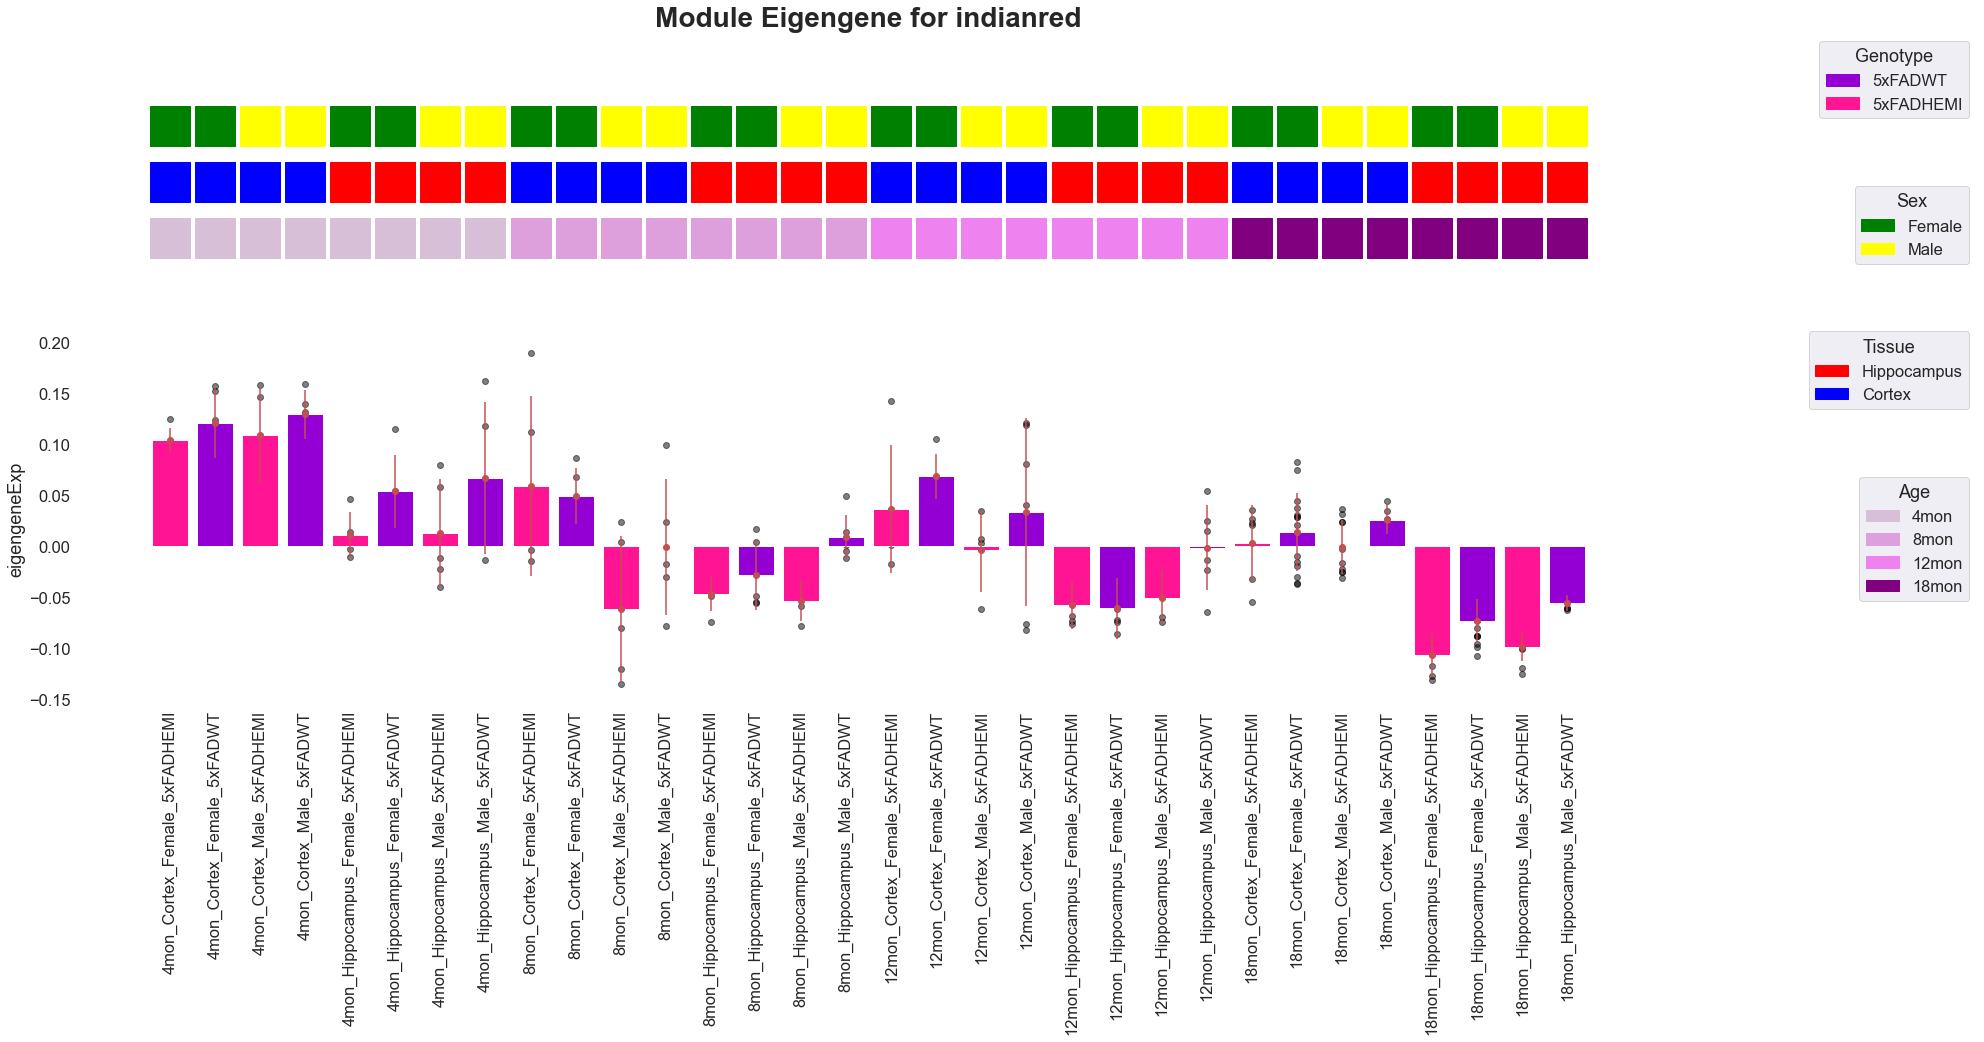 Module Eigengene for indianred
Genotype
5xFADWT
5xFADHEMI
Sex
Female
Male
Tissue
Hippocampus
Cortex
Age
4mon
8mon
12mon
18mon
eigengeneExp
0.20
0.15
0.10
0.05
0.00
−0.05
−0.10
−0.15
4mon_Cortex_Female_5xFADHEMI
4mon_Cortex_Female_5xFADWT
4mon_Cortex_Male_5xFADHEMI
4mon_Cortex_Male_5xFADWT
4mon_Hippocampus_Female_5xFADHEMI
4mon_Hippocampus_Female_5xFADWT
4mon_Hippocampus_Male_5xFADHEMI
4mon_Hippocampus_Male_5xFADWT
8mon_Cortex_Female_5xFADHEMI
8mon_Cortex_Female_5xFADWT
8mon_Cortex_Male_5xFADHEMI
8mon_Cortex_Male_5xFADWT
8mon_Hippocampus_Female_5xFADHEMI
8mon_Hippocampus_Female_5xFADWT
8mon_Hippocampus_Male_5xFADHEMI
8mon_Hippocampus_Male_5xFADWT
12mon_Cortex_Female_5xFADHEMI
12mon_Cortex_Female_5xFADWT
12mon_Cortex_Male_5xFADHEMI
12mon_Cortex_Male_5xFADWT
12mon_Hippocampus_Female_5xFADHEMI
12mon_Hippocampus_Female_5xFADWT
12mon_Hippocampus_Male_5xFADHEMI
12mon_Hippocampus_Male_5xFADWT
18mon_Cortex_Female_5xFADHEMI
18mon_Cortex_Female_5xFADWT
18mon_Cortex_Male_5xFADHEMI
18mon_Cortex_Male_5xFADWT
18mon_Hippocampus_Female_5xFADHEMI
18mon_Hippocampus_Female_5xFADWT
18mon_Hippocampus_Male_5xFADHEMI
18mon_Hippocampus_Male_5xFADWT